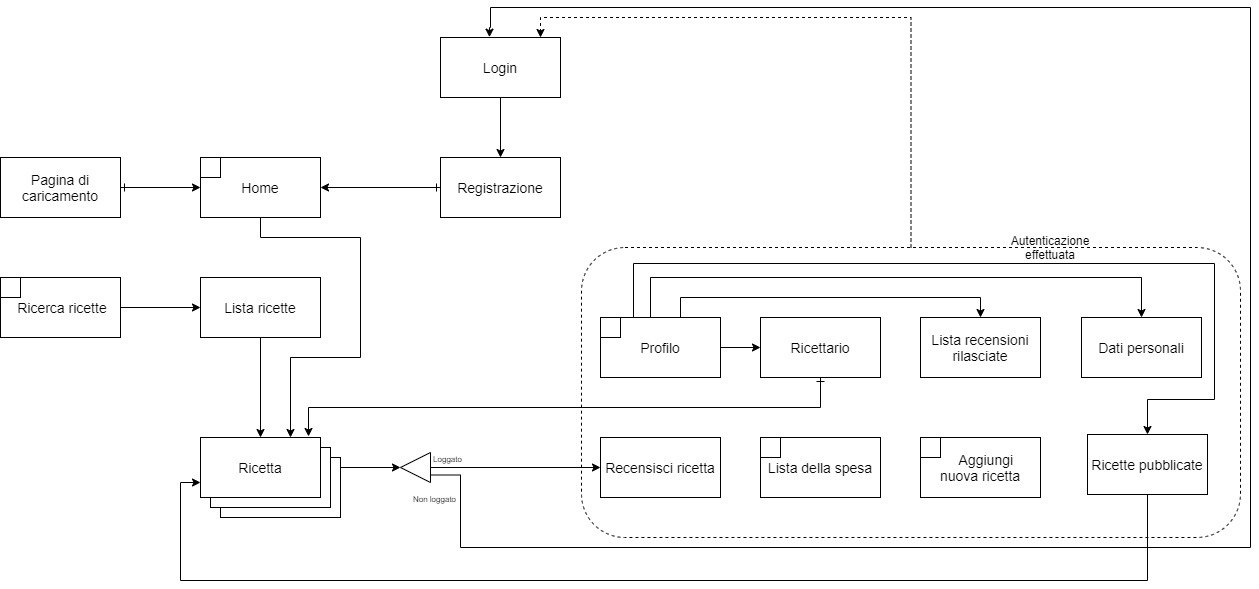 Login
Pagina di
caricamento
Home
Registrazione
Autenticazione
effettuata
Ricerca ricette
Lista ricette
Profilo
Ricettario
Lista recensioni
rilasciate
Dati personali
Ricetta
Loggato
Non loggato
Recensisci ricetta
Lista della spesa
Aggiungi
nuova ricetta
Ricette pubblicate